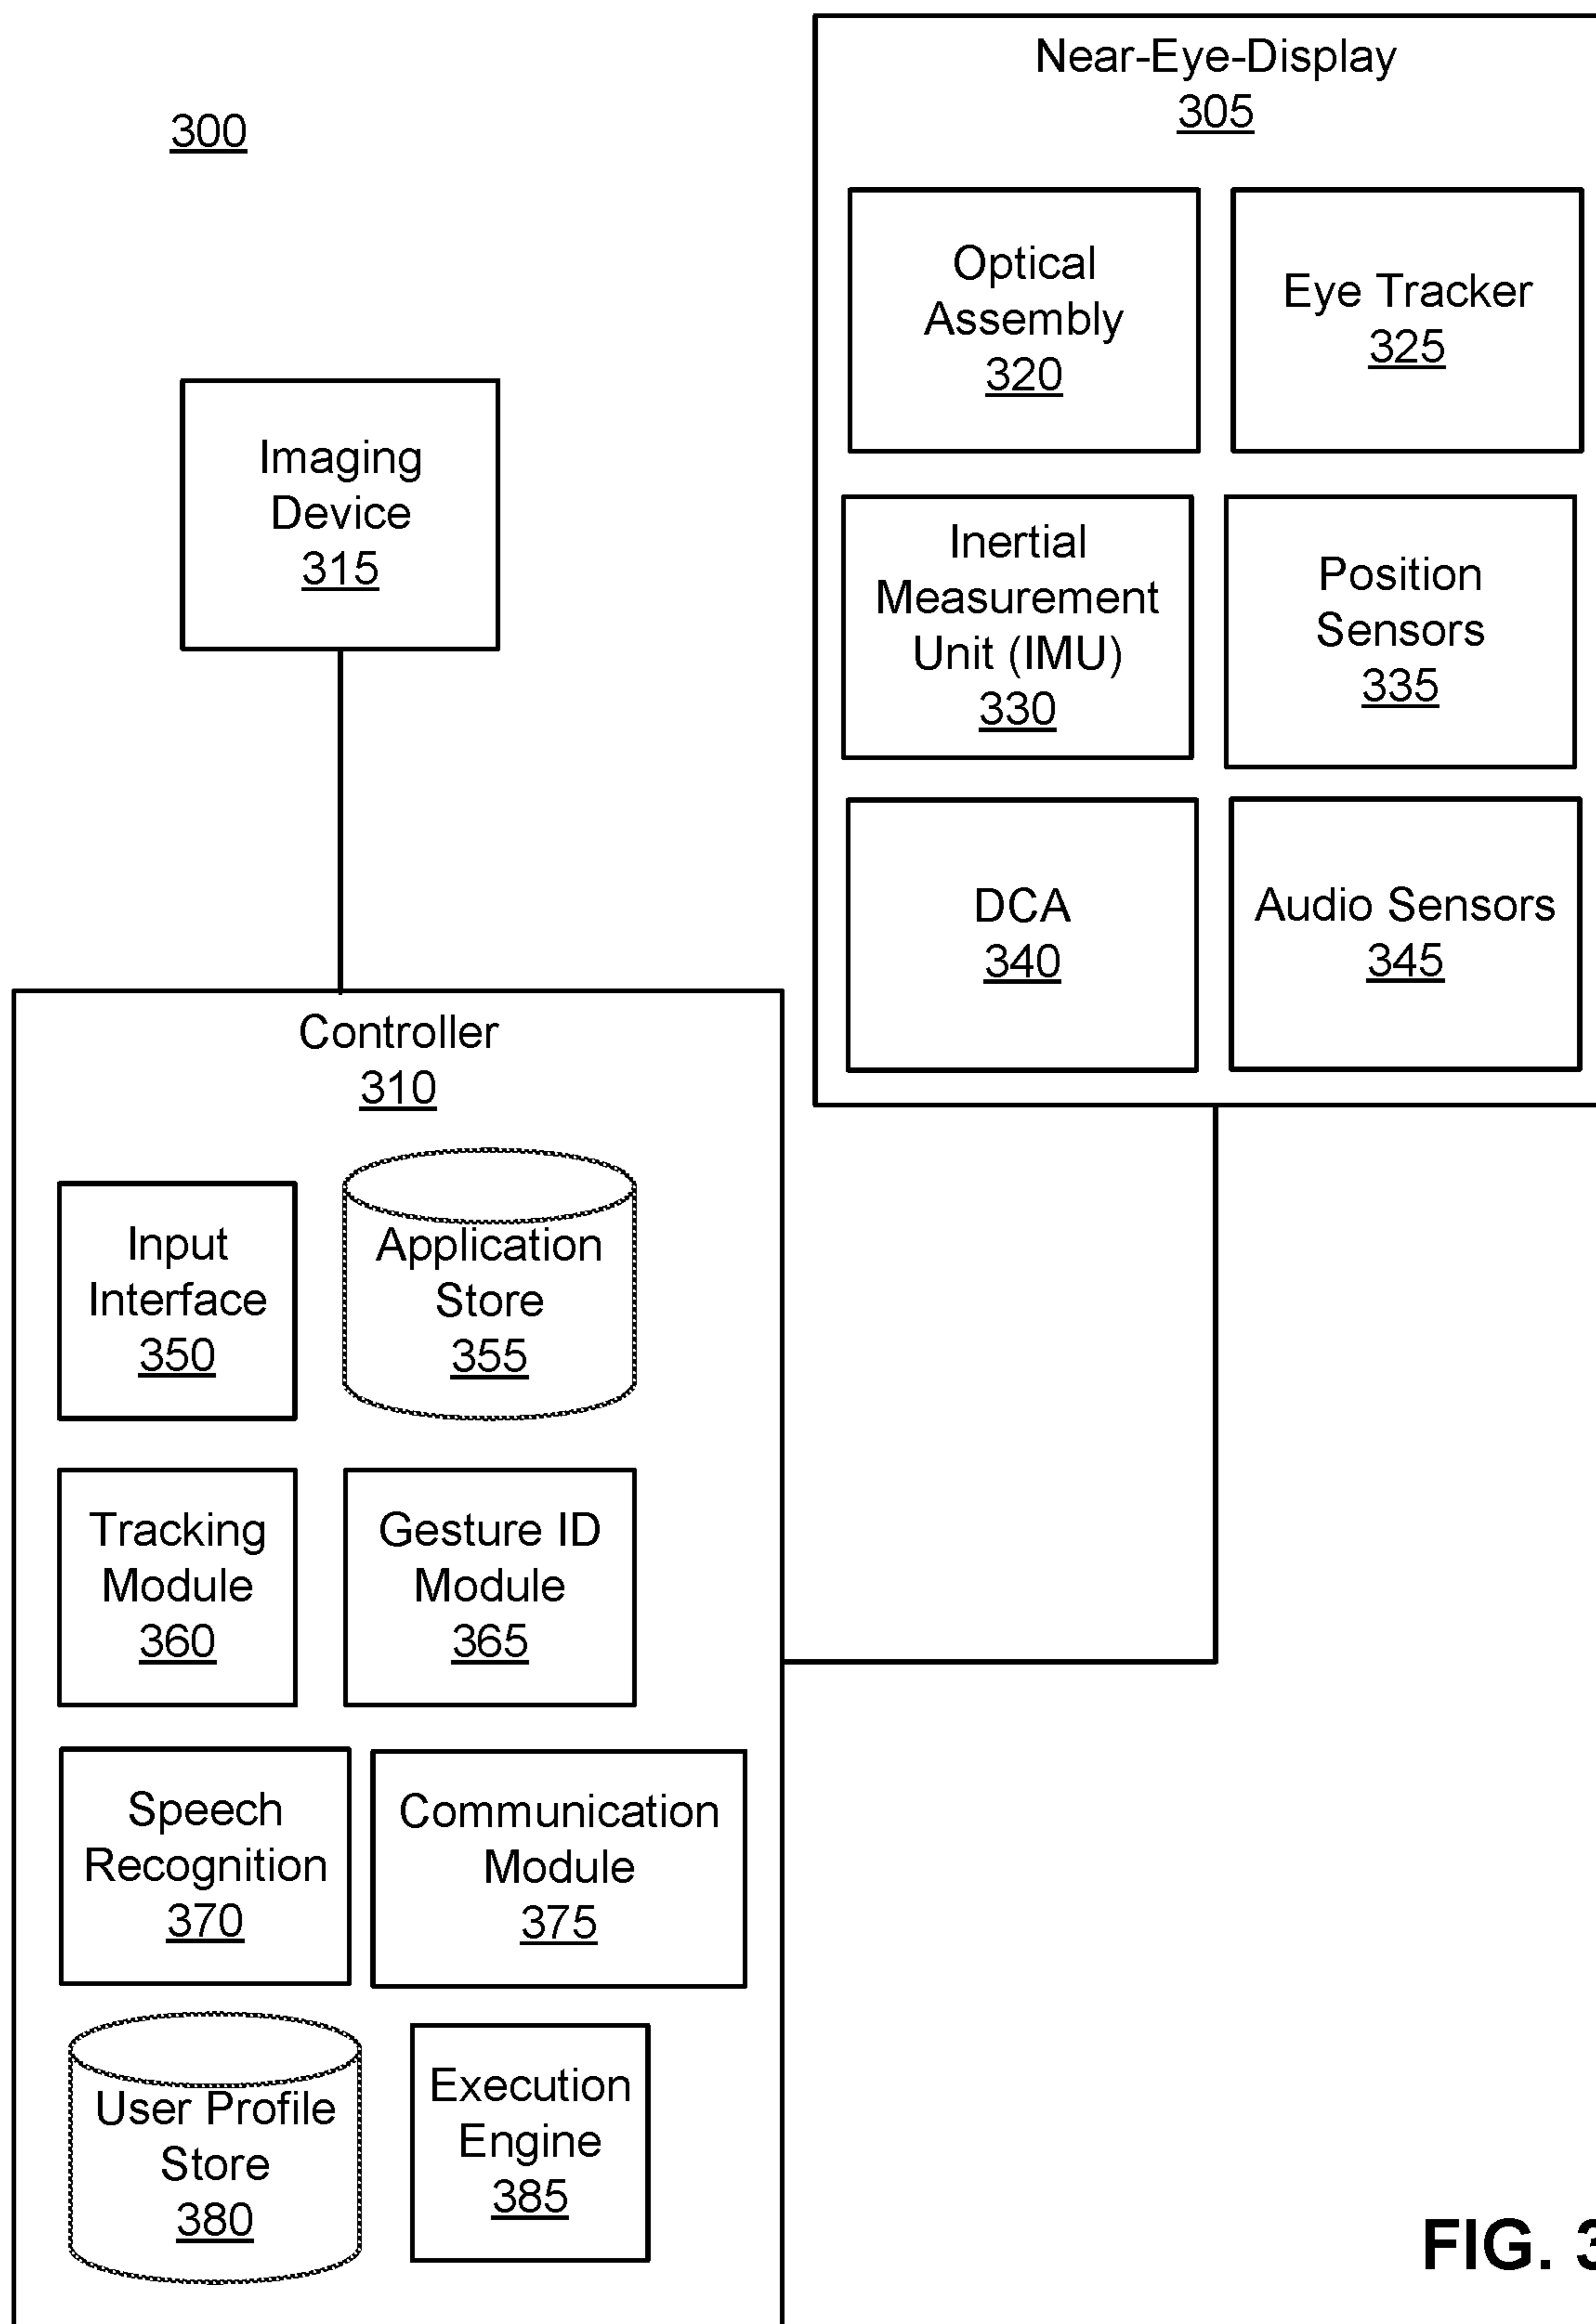 300
Near-Eye-Display
305
Optical
Assembly
320
Eye Tracker
325
Imaging
Device
315
Inertial
Measurement
Unit (IMU)
330
Position
Sensors
335
DCA
340
Audio Sensors
345
Controller
310
Input
Interface
350
Application
Store
355
Tracking
Module
360
Gesture ID
Module
365
Speech
Recognition
370
Communication
Module
375
User Profile
Store
380
Execution
Engine
385
FIG. 3